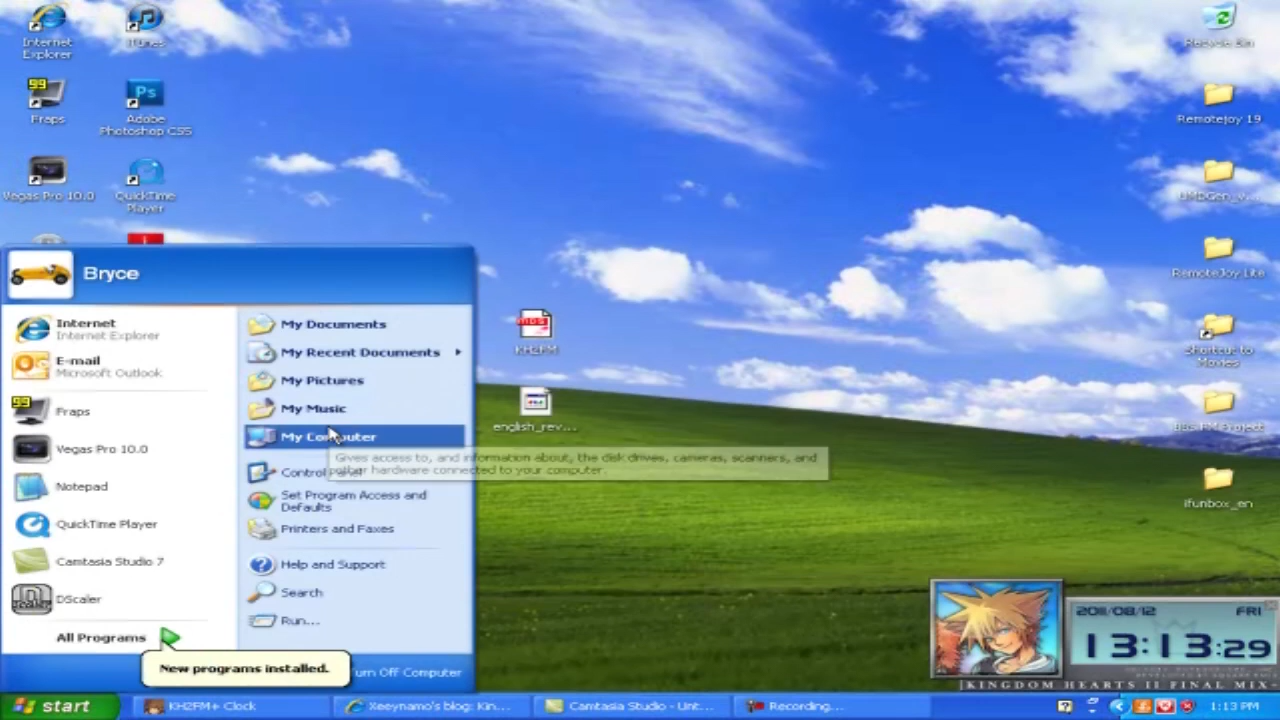 Internet
Explorer
iTunes
Recycle Bin
99
Fraps
Ps
Adobe
Photoshop CS5
Remotejoy 19
Vegas Pro 10.0
QuickTime
Player
UMDGen_v...
RemoteJoy Lite
Shortcut to
Movies
ifunbox_en
MDS
KH2FM
english_rev...
Bryce
Internet
Internet Explorer
E-mail
Microsoft Outlook
99
Fraps
Vegas Pro 10.0
Notepad
QuickTime Player
Camtasia Studio 7
DScaler
All Programs
My Documents
My Recent Documents
My Pictures
My Music
My Computer
Gives access to, and information about, the disk drives, cameras, scanners, and
other hardware connected to your computer.
Control Panel
Set Program Access and
Defaults
Printers and Faxes
Help and Support
Search
Run...
New programs installed.
Turn Off Computer
2011/08/12 FRI
13:13:29
KINGDOM HEARTS II FINAL MIX+
start
KH2FM+ Clock
Xeeynamo's blog: Kin...
Camtasia Studio - Unt...
Recording...
1:13 PM